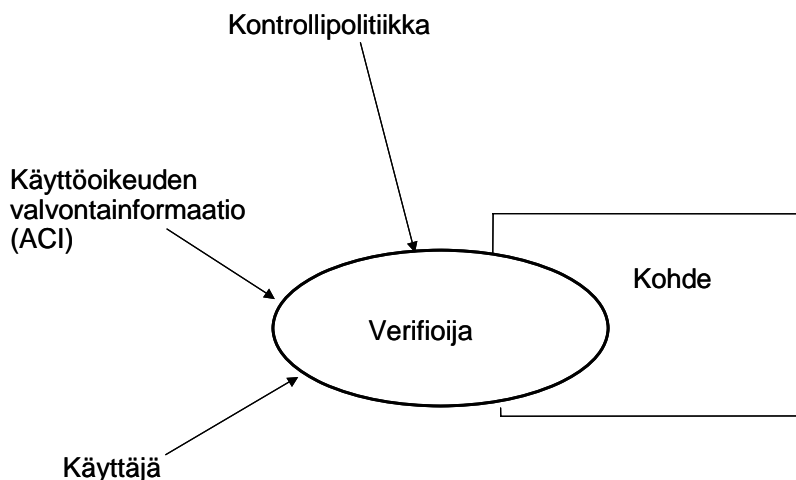 Kontrollipolitiikka
Käyttöoikeuden
valvontainformaatio
(ACI)
Kohde
Verifioija
Käyttäjä